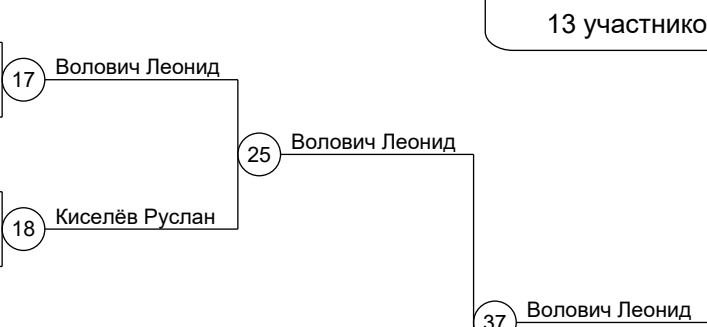 13 участнико
17 Волович Леонид
25 Волович Леонид
18 Киселёв Руслан
37 Волович Леонид